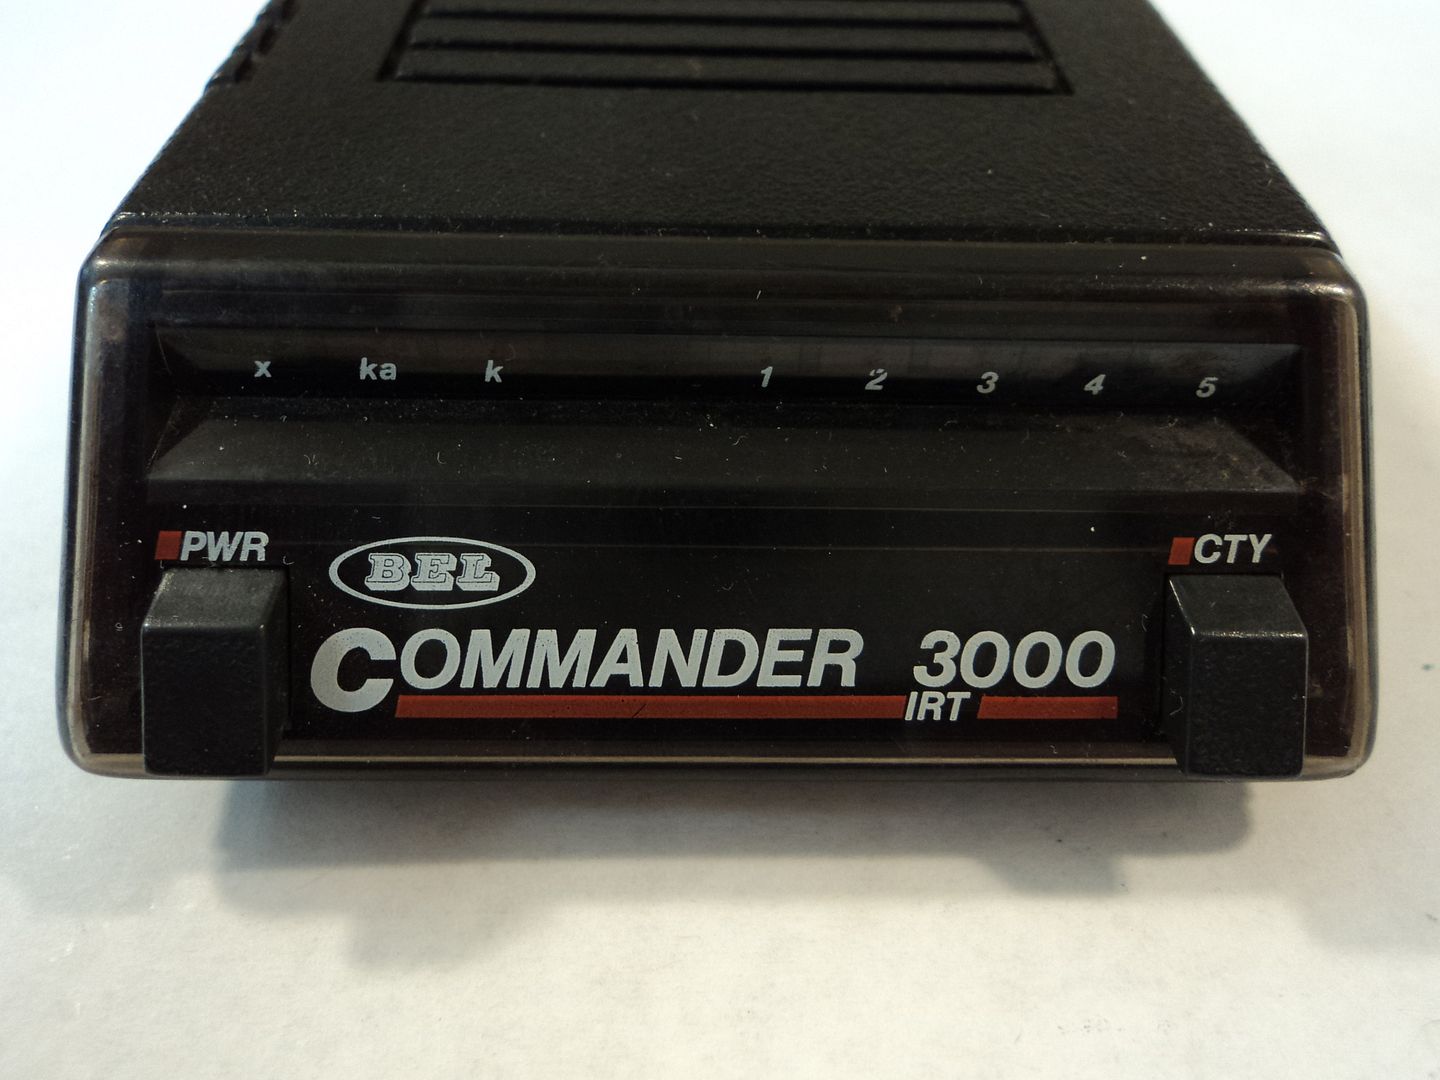 x ka k 1 2 3 4 5
PWR
BEL
CTY
COMMANDER 3000
IRT